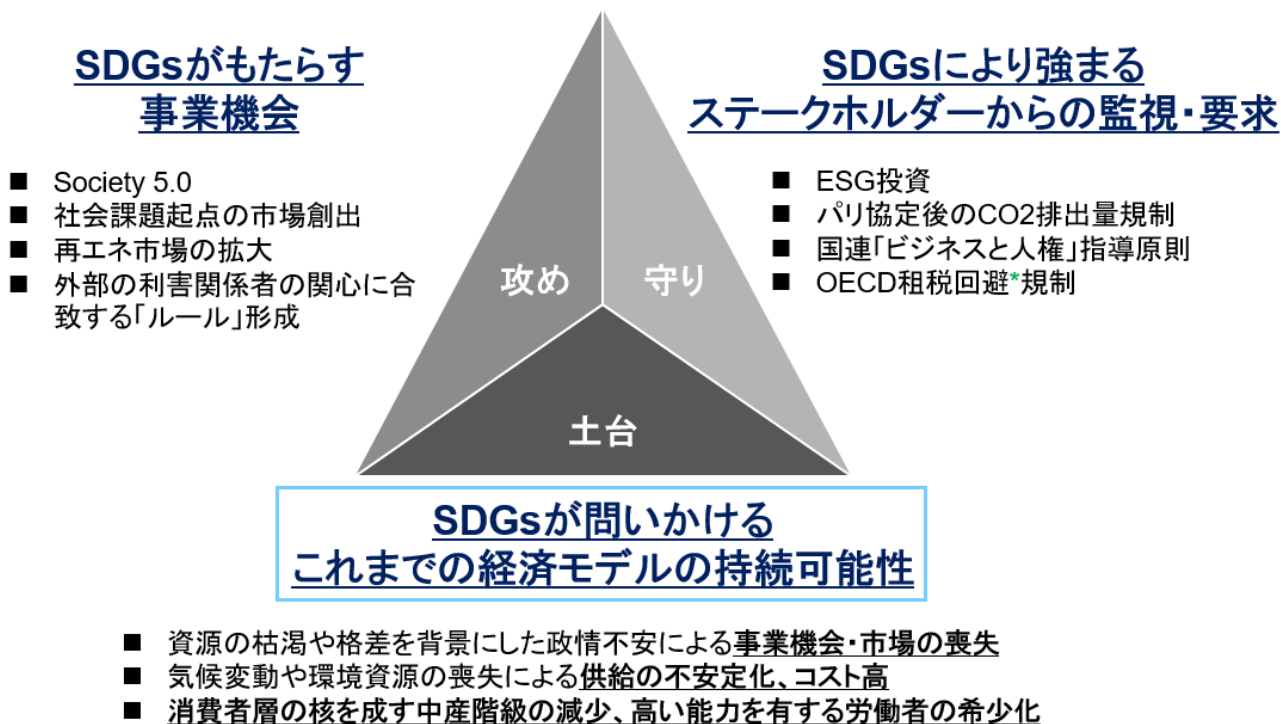 SDGsがもたらす
事業機会
■ Society 5.0
■ 社会課題起点の市場創出
■ 再エネ市場の拡大
■ 外部の利害関係者の関心に合
致する「ルール」形成
SDGsにより強まる
ステークホルダーからの監視・要求
■ ESG投資
■ パリ協定後のCO2排出量規制
■ 国連「ビジネスと人権」指導原則
■ OECD租税回避*規制
攻め
守り
土台
SDGsが問いかける
これまでの経済モデルの持続可能性
■ 資源の枯渇や格差を背景にした政情不安による事業機会・市場の喪失
■ 気候変動や環境資源の喪失による供給の不安定化、コスト高
■ 消費者層の核を成す中産階級の減少、高い能力を有する労働者の希少化